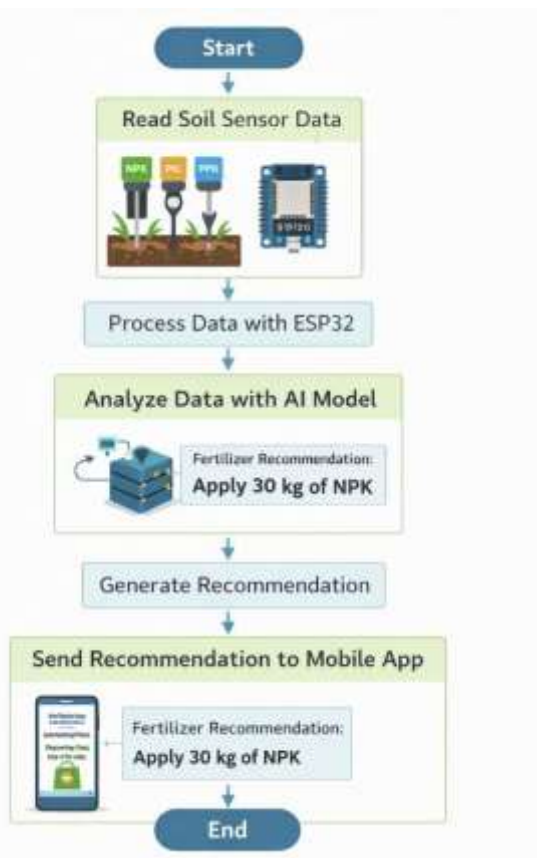 Start
Read Soil Sensor Data
NPK
Process Data with ESP32
Analyze Data with AI Model
Fertilizer Recommendation:
Apply 30 kg of NPK
Generate Recommendation
Send Recommendation to Mobile App
Fertilizer Recommendation:
Apply 30 kg of NPK
End